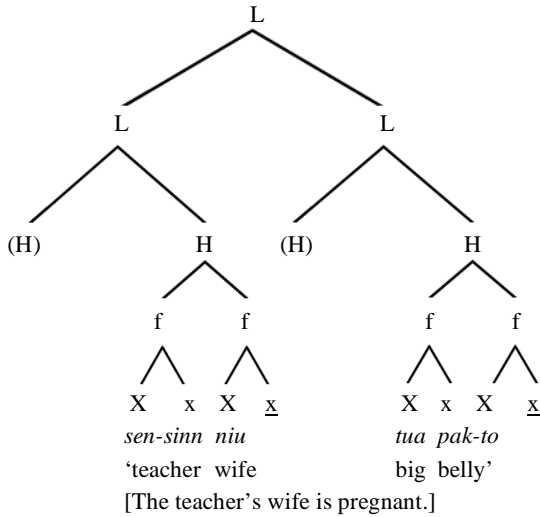 L
L L
(H) H (H) H
f f f f
X x X x X x X x
sen-sinn niu tua pak-to
‘teacher wife big belly’
[The teacher’s wife is pregnant.]